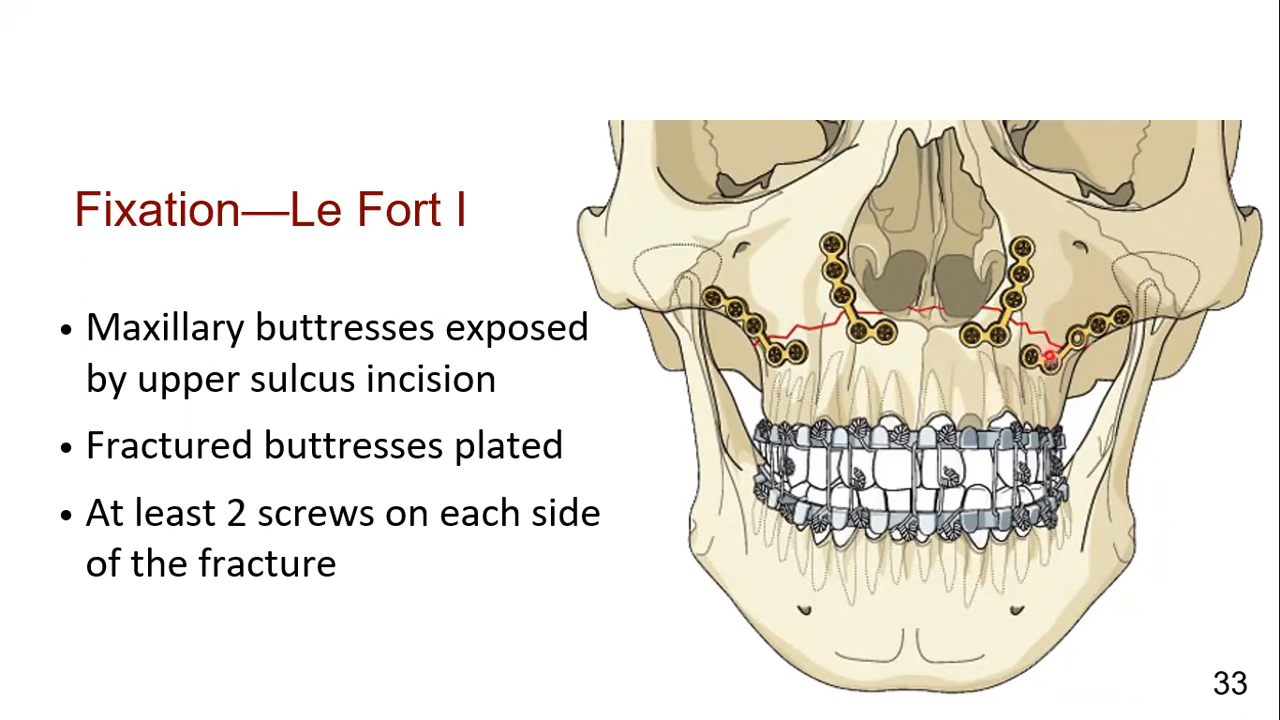 Fixation—Le Fort I
• Maxillary buttresses exposed
by upper sulcus incision
• Fractured buttresses plated
• At least 2 screws on each side
of the fracture
33